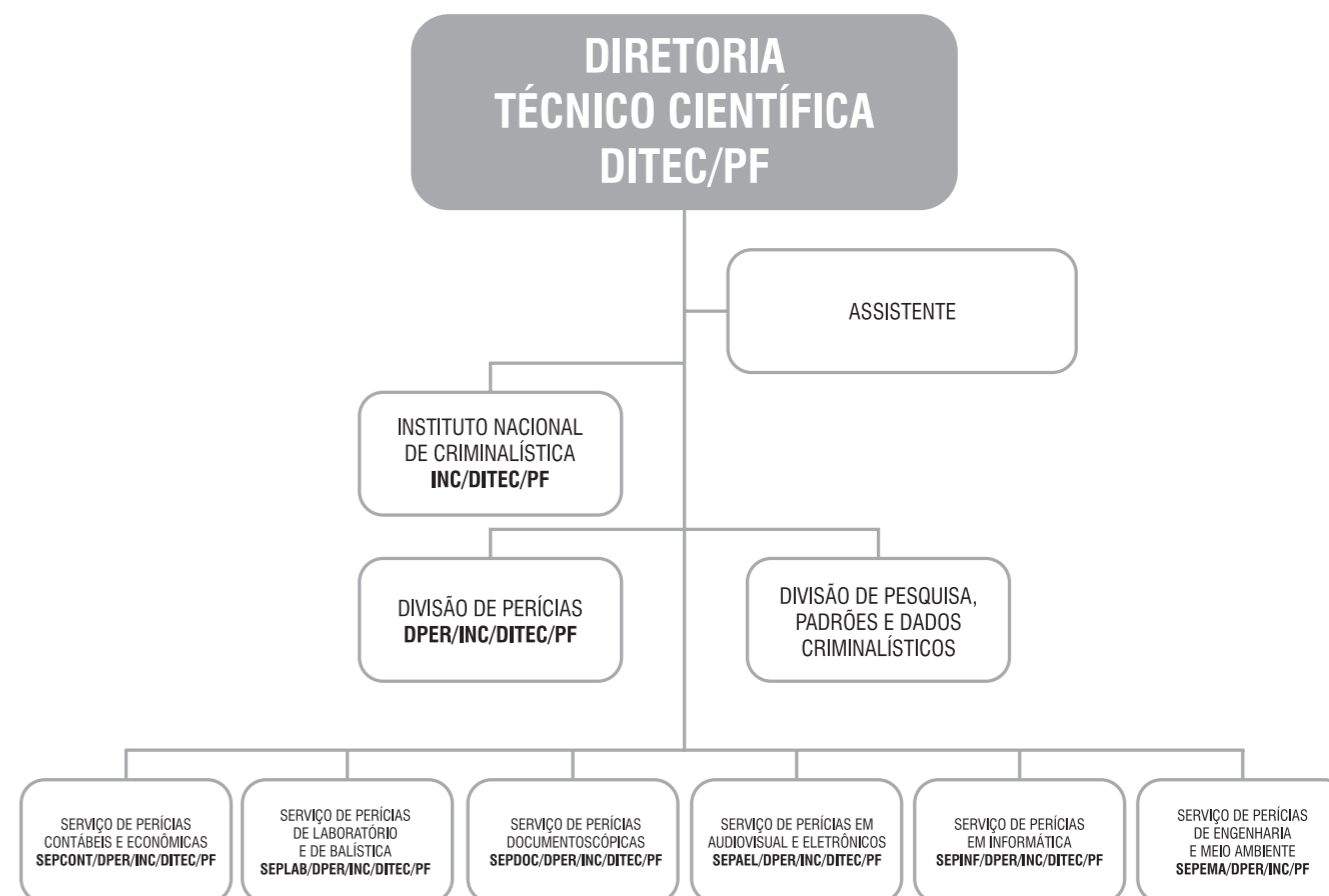 DIRETORIA
TÉCNICO CIENTÍFICA
DITEC/PF
ASSISTENTE
INSTITUTO NACIONAL
DE CRIMINALÍSTICA
INC/DITEC/PF
DIVISÃO DE PERÍCIAS
DPER/INC/DITEC/PF
DIVISÃO DE PESQUISA,
PADRÕES E DADOS
CRIMINALÍSTICOS
SERVIÇO DE PERÍCIAS
CONTÁBEIS E ECONÔMICAS
SEPCONT/DPER/INC/DITEC/PF
SERVIÇO DE PERÍCIAS
DE LABORATÓRIO
E DE BALÍSTICA
SEPLAB/DPER/INC/DITEC/PF
SERVIÇO DE PERÍCIAS
DOCUMENTOSCÓPICAS
SEPDOC/DPER/INC/DITEC/PF
SERVIÇO DE PERÍCIAS EM
AUDIOVISUAL E ELETRÔNICOS
SEPAEL/DPER/INC/DITEC/PF
SERVIÇO DE PERÍCIAS
EM INFORMÁTICA
SEPINF/DPER/INC/DITEC/PF
SERVIÇO DE PERÍCIAS
DE ENGENHARIA
E MEIO AMBIENTE
SEPEMA/DPER/INC/PF